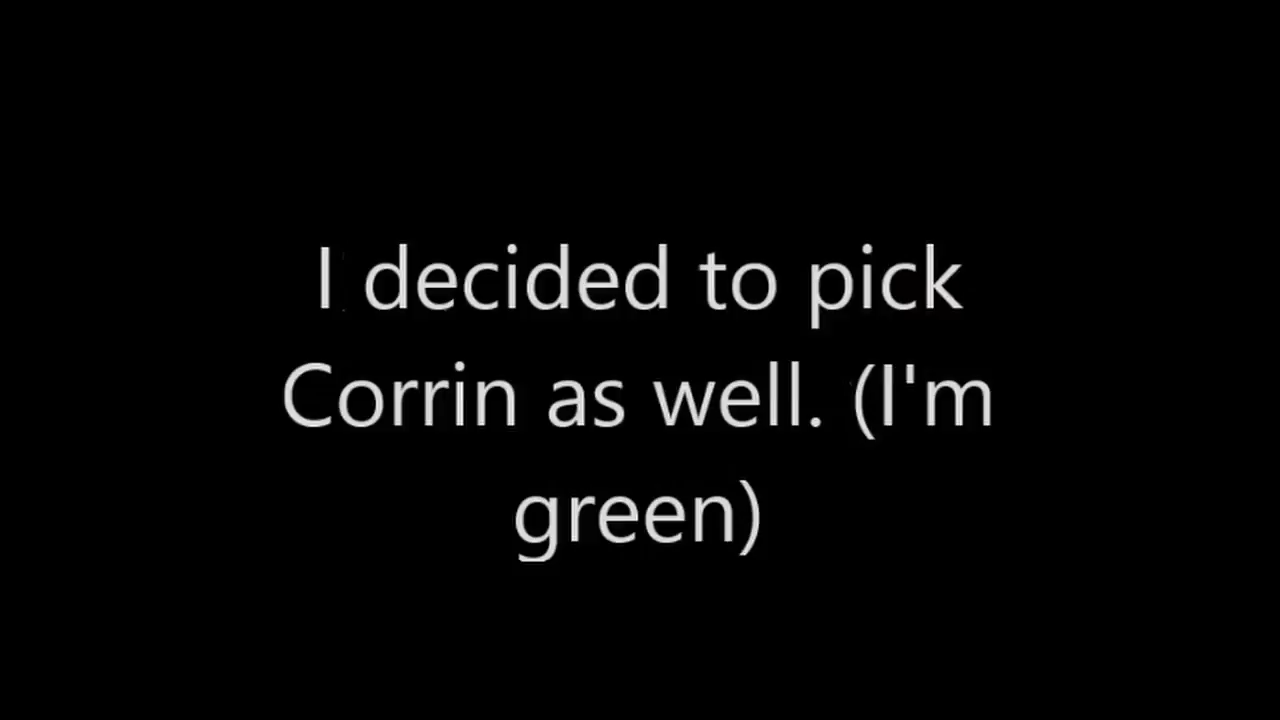 I decided to pick
Corrin as well. (I'm
green)